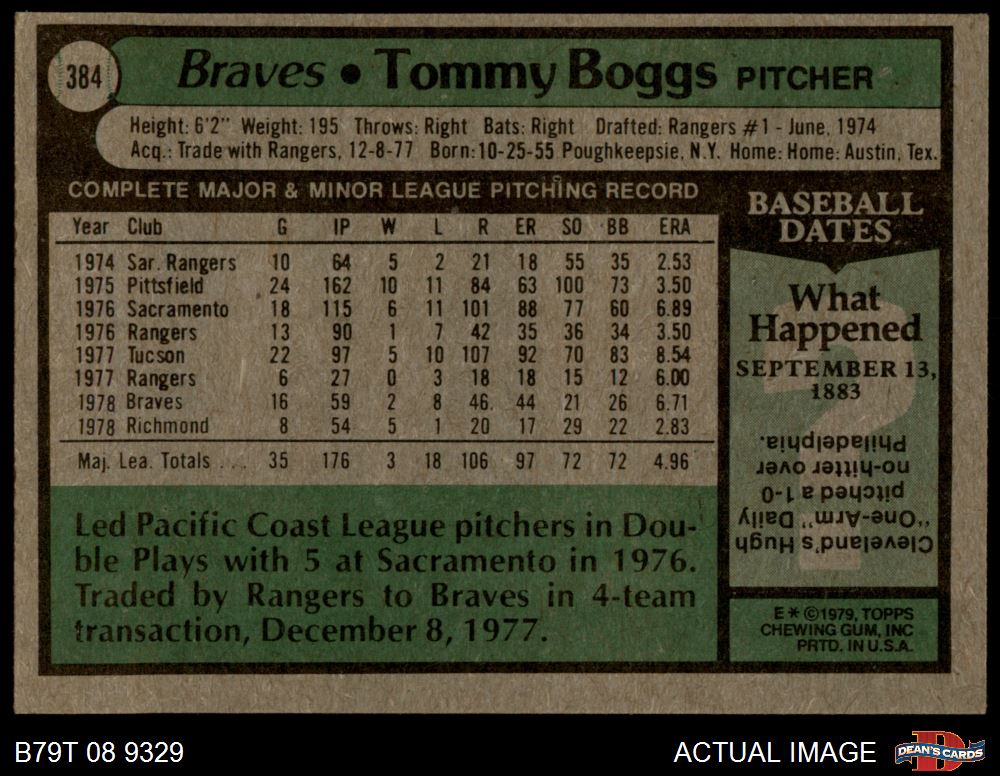 384
Braves • Tommy Boggs PITCHER
Height: 6'2" Weight: 195 Throws: Right Bats: Right Drafted: Rangers #1 - June, 1974
Acq.: Trade with Rangers, 12-8-77 Born: 10-25-55 Poughkeepsie, N.Y. Home: Home: Austin, Tex.
COMPLETE MAJOR & MINOR LEAGUE PITCHING RECORD
Year Club G IP W L R ER SO BB ERA
1974 Sar. Rangers 10 64 5 2 21 18 55 35 2.53
1975 Pittsfield 24 162 10 11 84 63 100 73 3.50
1976 Sacramento 18 115 6 11 101 88 77 60 6.89
1976 Rangers 13 90 1 7 42 35 36 34 3.50
1977 Tucson 22 97 5 10 107 92 70 83 8.54
1977 Rangers 6 27 0 3 18 18 15 12 6.00
1978 Braves 16 59 2 8 46 44 21 26 6.71
1978 Richmond 8 54 5 1 20 17 29 22 2.83
Maj. Lea. Totals ... 35 176 3 18 106 97 72 72 4.96
Led Pacific Coast League pitchers in Dou-
ble Plays with 5 at Sacramento in 1976.
Traded by Rangers to Braves in 4-team
transaction, December 8, 1977.
BASEBALL
DATES
What
Happened
SEPTEMBER 13,
1883
?
Cleveland's Hugh
"One-Arm" Daily
pitched a 1-0
no-hitter over
Philadelphia.
E * ©1979, TOPPS
CHEWING GUM, INC
PRTD. IN U.S.A.
B79T 08 9329
ACTUAL IMAGE
D
DEAN'S CARDS